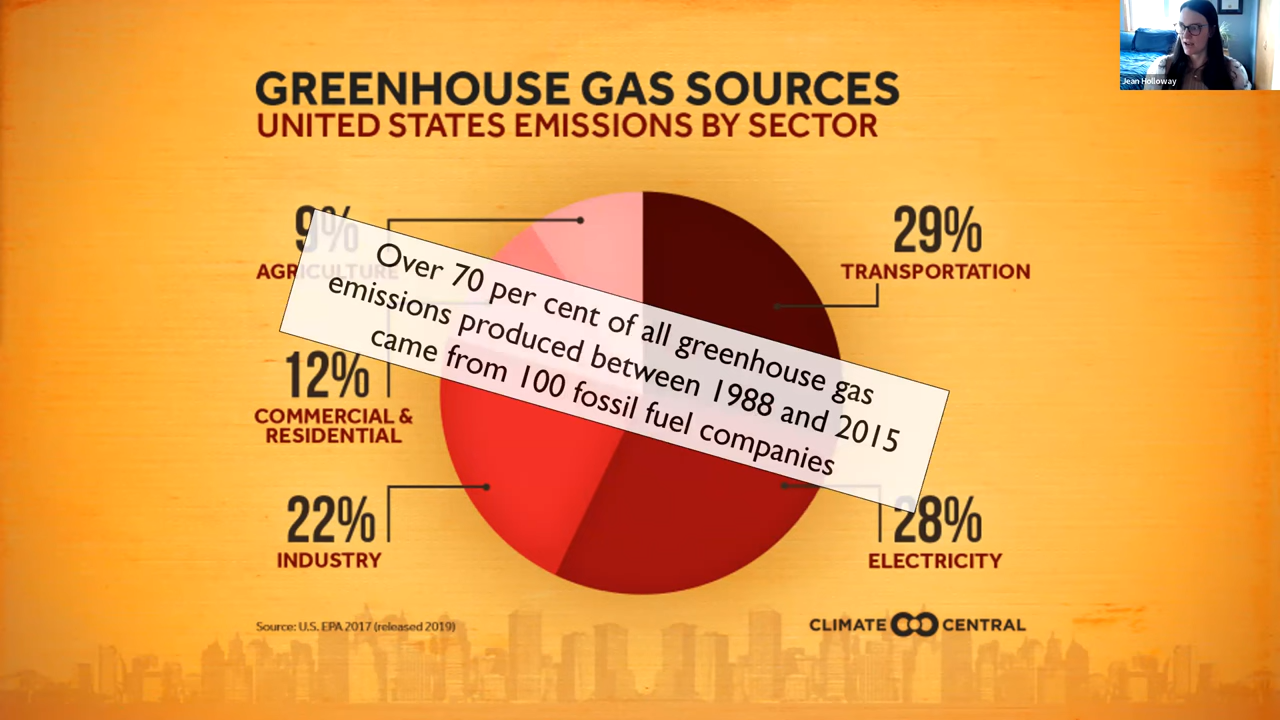 Jean Holloway
GREENHOUSE GAS SOURCES
UNITED STATES EMISSIONS BY SECTOR
9%
AGRICULTURE
12%
COMMERCIAL &
RESIDENTIAL
22%
INDUSTRY
29%
TRANSPORTATION
28%
ELECTRICITY
Over 70 per cent of all greenhouse gas
emissions produced between 1988 and 2015
came from 100 fossil fuel companies
Source: U.S. EPA 2017 (released 2019)
CLIMATE CENTRAL